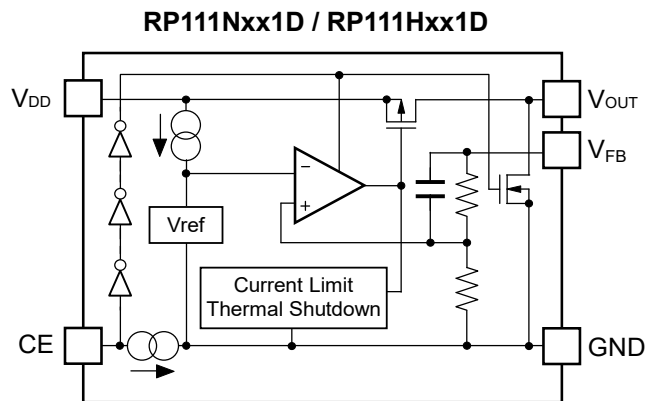 RP111Nxx1D / RP111Hxx1D
VDD
VOUT
VFB
−
+
Vref
Current Limit
Thermal Shutdown
CE
GND